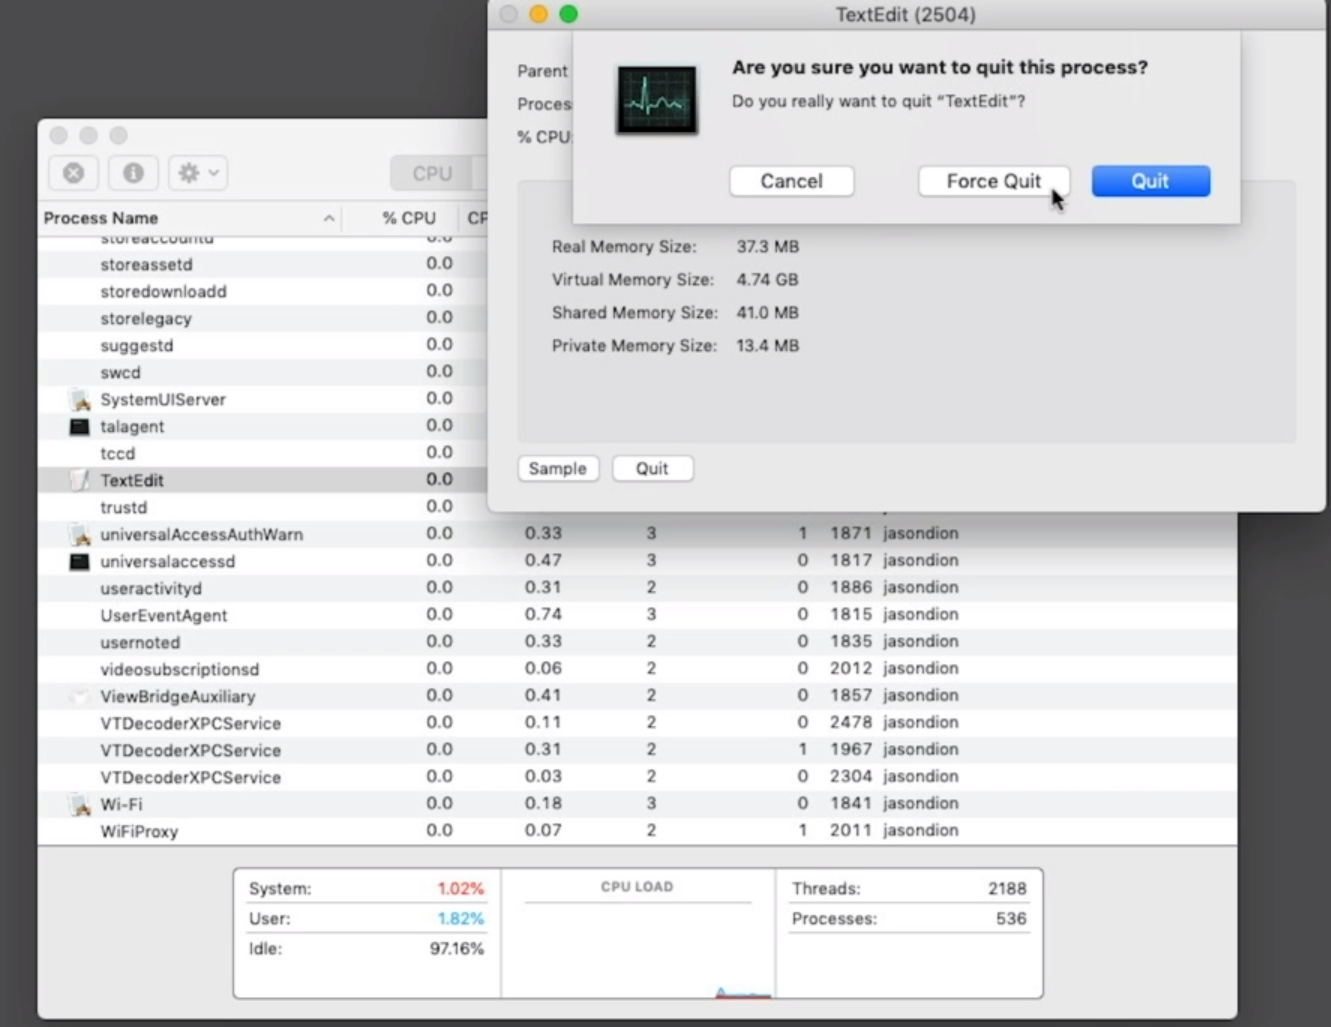 TextEdit (2504)
Parent
Proces
% CPU:
Are you sure you want to quit this process?
Do you really want to quit “TextEdit”?
Cancel
Force Quit
Quit
Real Memory Size: 37.3 MB
Virtual Memory Size: 4.74 GB
Shared Memory Size: 41.0 MB
Private Memory Size: 13.4 MB
Sample
Quit
CPU
Process Name % CPU CP
storeaccountd 0.0
storeassetd 0.0
storedownloadd 0.0
storelegacy 0.0
suggestd 0.0
swcd 0.0
SystemUIServer 0.0
talagent 0.0
tccd 0.0
TextEdit 0.0
trustd 0.0
universalAccessAuthWarn 0.0 0.33 3 1 1871 jasondion
universalaccessd 0.0 0.47 3 0 1817 jasondion
useractivityd 0.0 0.31 2 0 1886 jasondion
UserEventAgent 0.0 0.74 3 0 1815 jasondion
usernoted 0.0 0.33 2 0 1835 jasondion
videosubscriptionsd 0.0 0.06 2 0 2012 jasondion
ViewBridgeAuxiliary 0.0 0.41 2 0 1857 jasondion
VTDecoderXPCService 0.0 0.11 2 0 2478 jasondion
VTDecoderXPCService 0.0 0.31 2 1 1967 jasondion
VTDecoderXPCService 0.0 0.03 2 0 2304 jasondion
Wi-Fi 0.0 0.18 3 0 1841 jasondion
WiFiProxy 0.0 0.07 2 1 2011 jasondion
System: 1.02%
User: 1.82%
Idle: 97.16%
CPU LOAD
Threads: 2188
Processes: 536